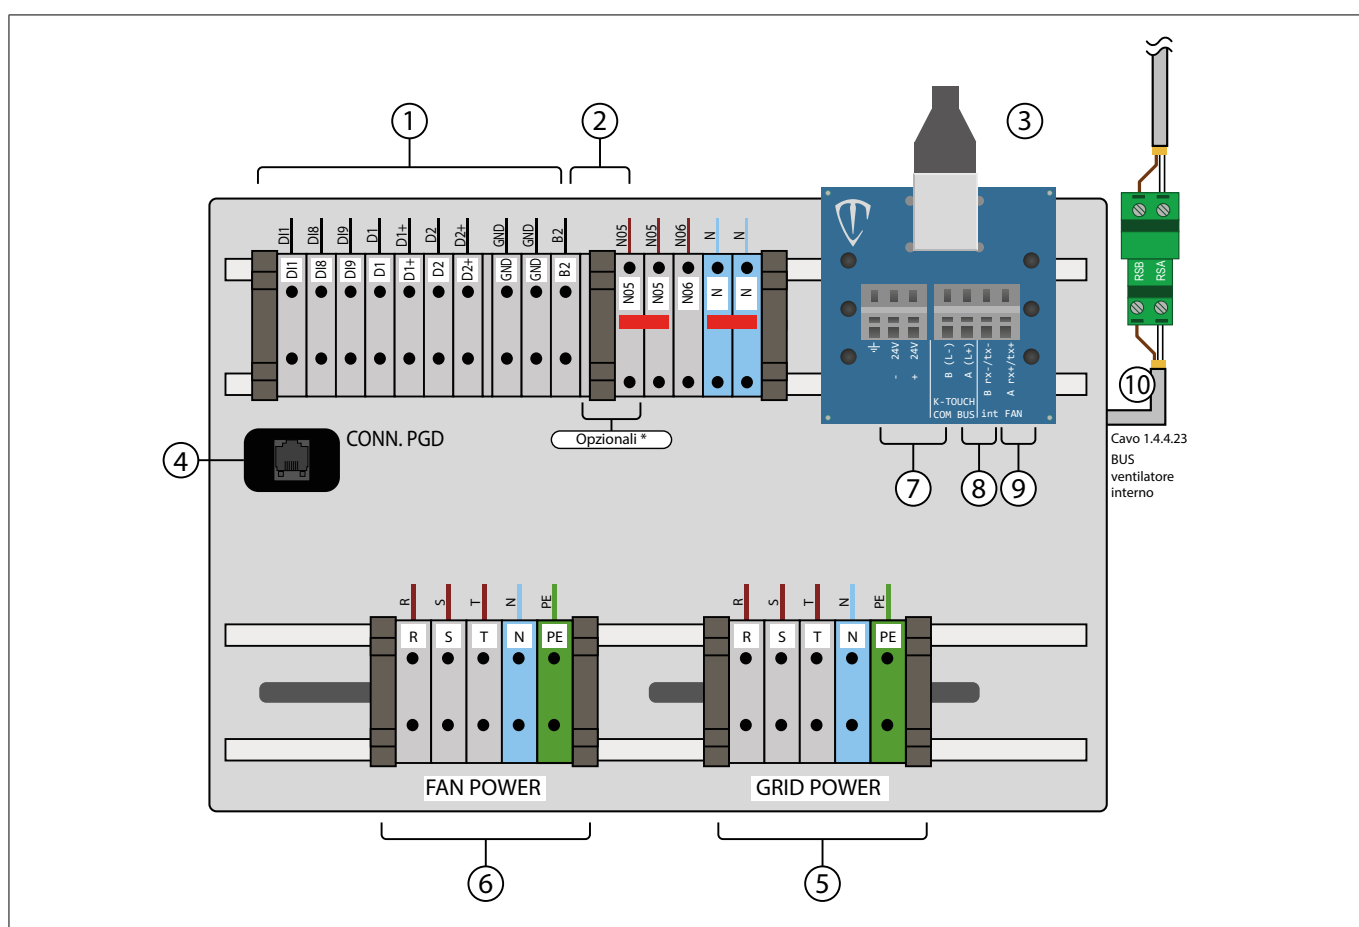 1
2
3
DI1
DI8
DI9
D1
D1+
D2
D2+
GND
GND
B2
N05
N05
N06
N
N
DI1
DI8
DI9
D1
D1+
D2
D2+
GND
GND
B2
N05
N05
N06
N
N
RSB
RSA
- 24V
+ 24V
B (L-)
A (L+)
B rx-/tx-
A rx+/tx+
K-TOUCH
COM BUS
int FAN
10
Opzionali *
CONN. PGD
4
Cavo 1.4.4.23
BUS
ventilatore
interno
7
8
9
R
S
T
N
PE
R
S
T
N
PE
R
S
T
N
PE
R
S
T
N
PE
FAN POWER
GRID POWER
6
5